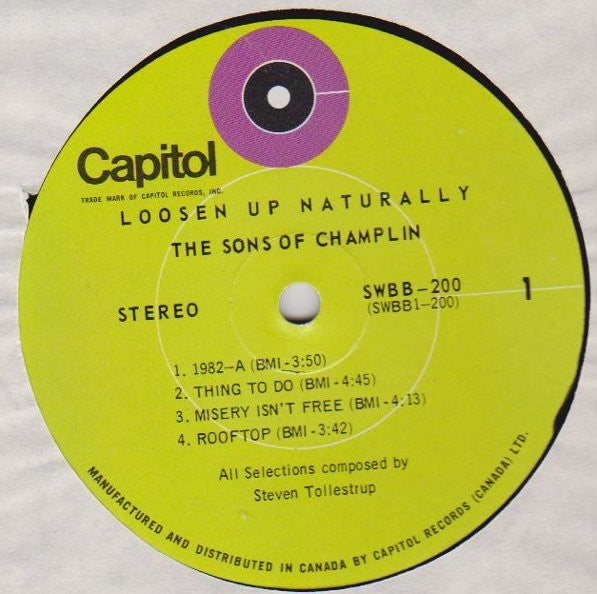 Capitol
TRADE MARK OF CAPITOL RECORDS, INC.
LOOSEN UP NATURALLY
THE SONS OF CHAMPLIN
STEREO
SWBB-200
(SWBB1-200)
1
1. 1982-A (BMI-3:50)
2. THING TO DO (BMI-4:45)
3. MISERY ISN'T FREE (BMI-4:13)
4. ROOFTOP (BMI-3:42)
All Selections composed by
Steven Tollestrup
MANUFACTURED AND DISTRIBUTED IN CANADA BY CAPITOL RECORDS (CANADA) LTD.